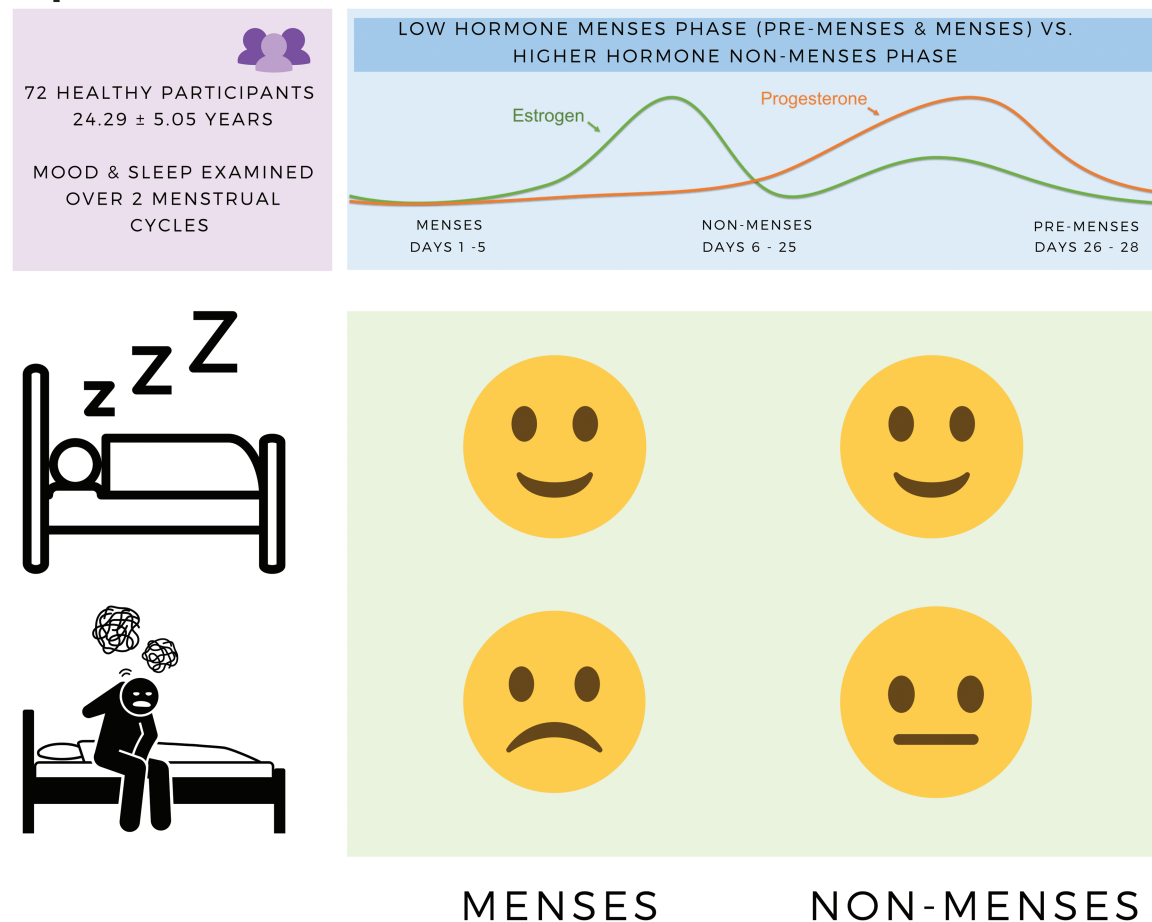 72 HEALTHY PARTICIPANTS
24.29 ± 5.05 YEARS
MOOD & SLEEP EXAMINED
OVER 2 MENSTRUAL
CYCLES
LOW HORMONE MENSES PHASE (PRE-MENSES & MENSES) VS.
HIGHER HORMONE NON-MENSES PHASE
Estrogen
Progesterone
MENSES
DAYS 1 -5
NON-MENSES
DAYS 6 - 25
PRE-MENSES
DAYS 26 - 28
z Z Z
MENSES
NON-MENSES